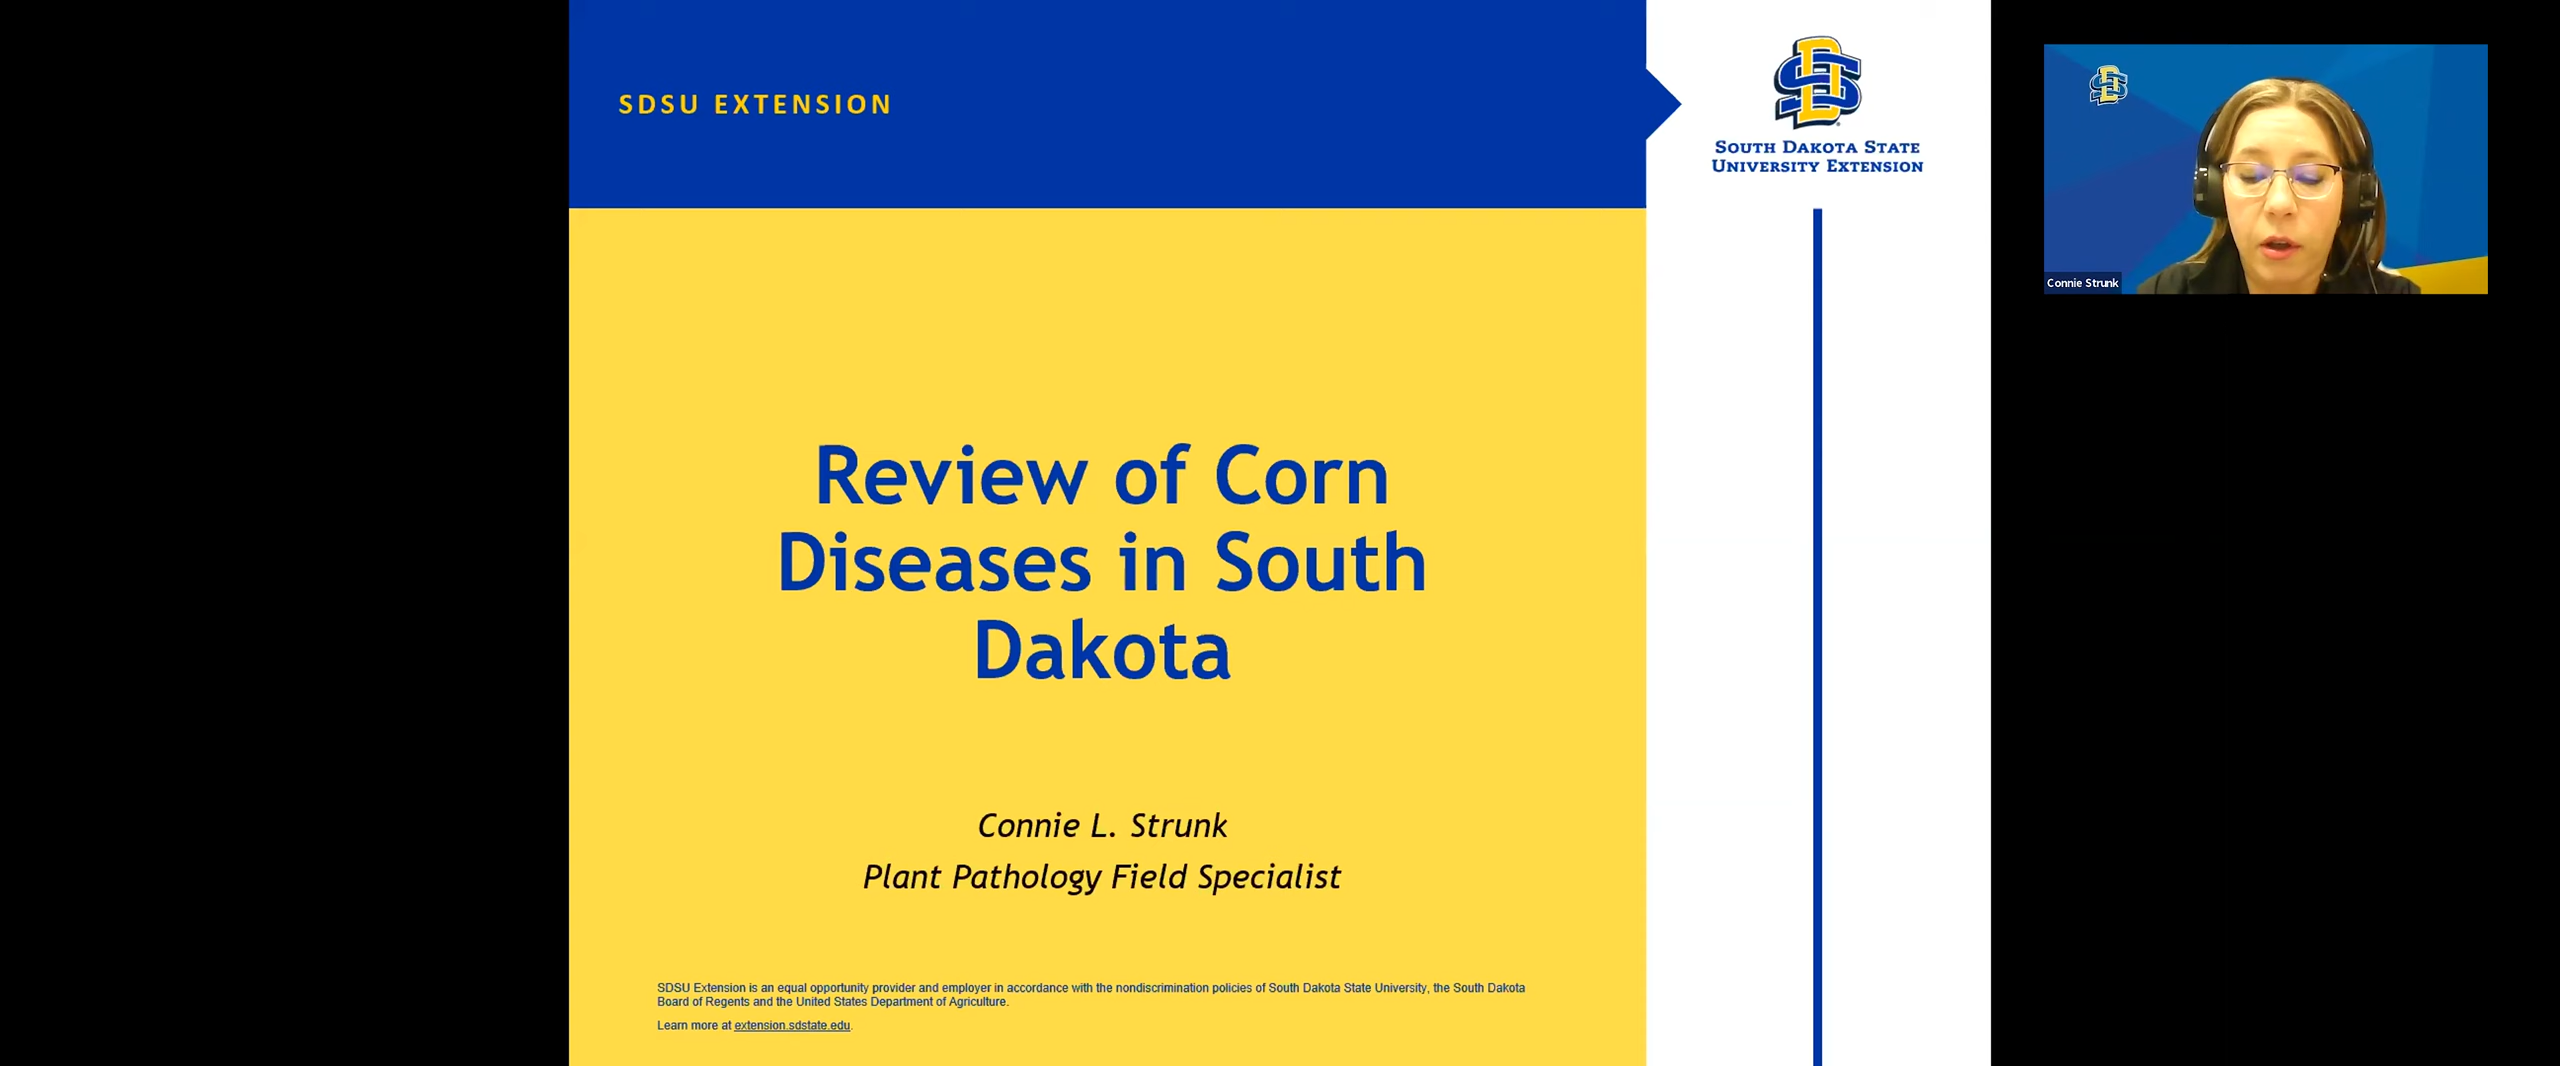 SDSU EXTENSION
SOUTH DAKOTA STATE
UNIVERSITY EXTENSION
Connie Strunk
Review of Corn
Diseases in South
Dakota
Connie L. Strunk
Plant Pathology Field Specialist
SDSU Extension is an equal opportunity provider and employer in accordance with the nondiscrimination policies of South Dakota State University, the South Dakota
Board of Regents and the United States Department of Agriculture.
Learn more at extension.sdstate.edu.